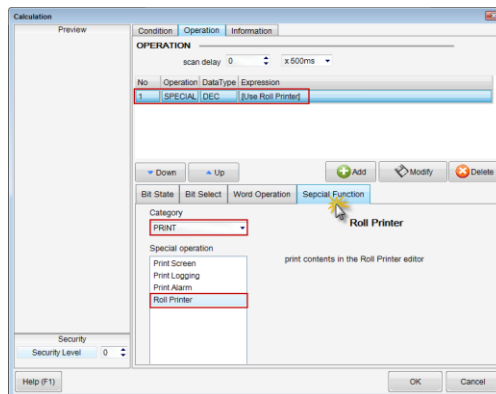 Calculation
Preview
Condition Operation Information
OPERATION
scan delay 0 x 500ms
No Operation DataType Expression
1 SPECIAL DEC [Use Roll Printer]
Down Up Add Modify Delete
Bit State Bit Select Word Operation Sepcial Function
Category
PRINT
Roll Printer
Special operation
print contents in the Roll Printer editor
Print Screen
Print Logging
Print Alarm
Roll Printer
Security
Security Level 0
Help (F1) OK Cancel